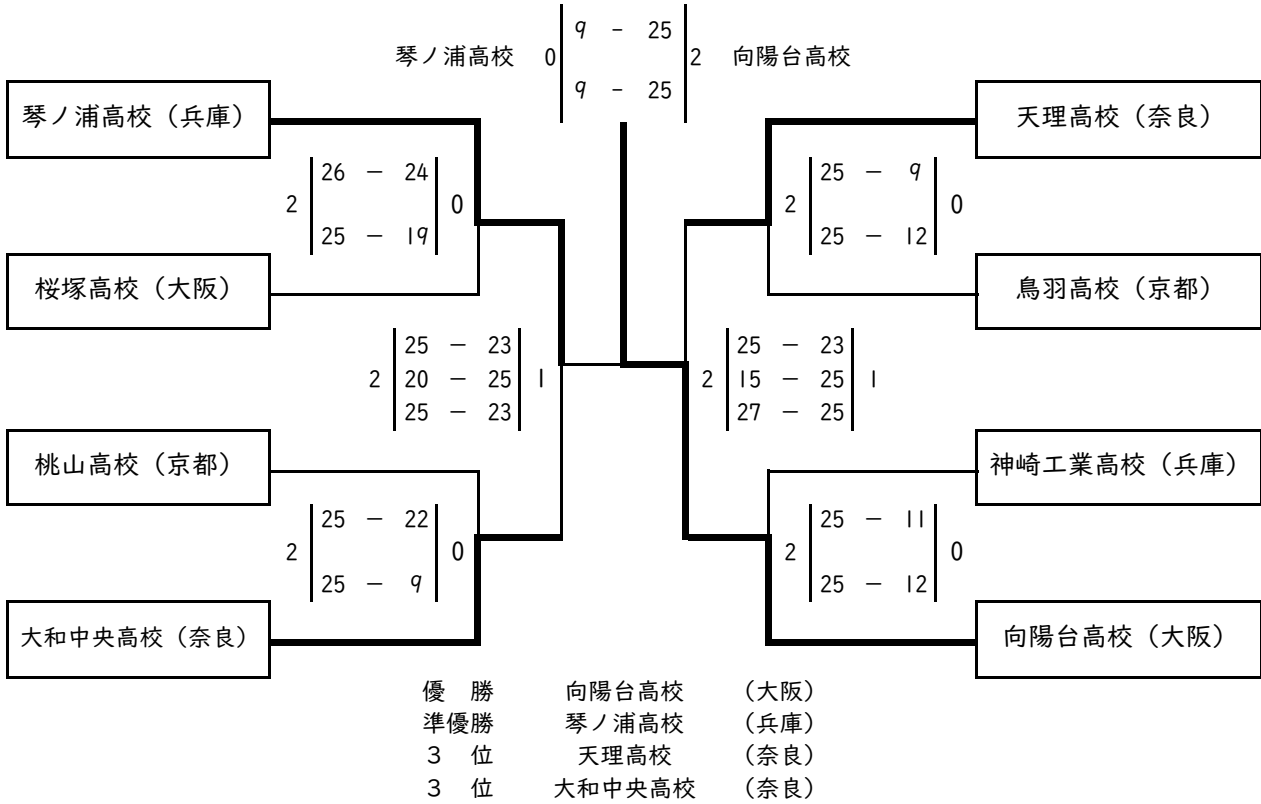 9 - 25
琴ノ浦高校 0 2 向陽台高校
9 - 25
琴ノ浦高校（兵庫） 天理高校（奈良）
26 - 24 25 - 9
2 0 2 0
25 - 19 25 - 12
桜塚高校（大阪） 鳥羽高校（京都）
25 - 23 25 - 23
2 20 - 25 1 2 15 - 25 1
25 - 23 27 - 25
桃山高校（京都） 神崎工業高校（兵庫）
25 - 22 25 - 11
2 0 2 0
25 - 9 25 - 12
大和中央高校（奈良） 向陽台高校（大阪）
優　勝 向陽台高校 （大阪）
準優勝 琴ノ浦高校 （兵庫）
３　位 天理高校 （奈良）
３　位 大和中央高校 （奈良）